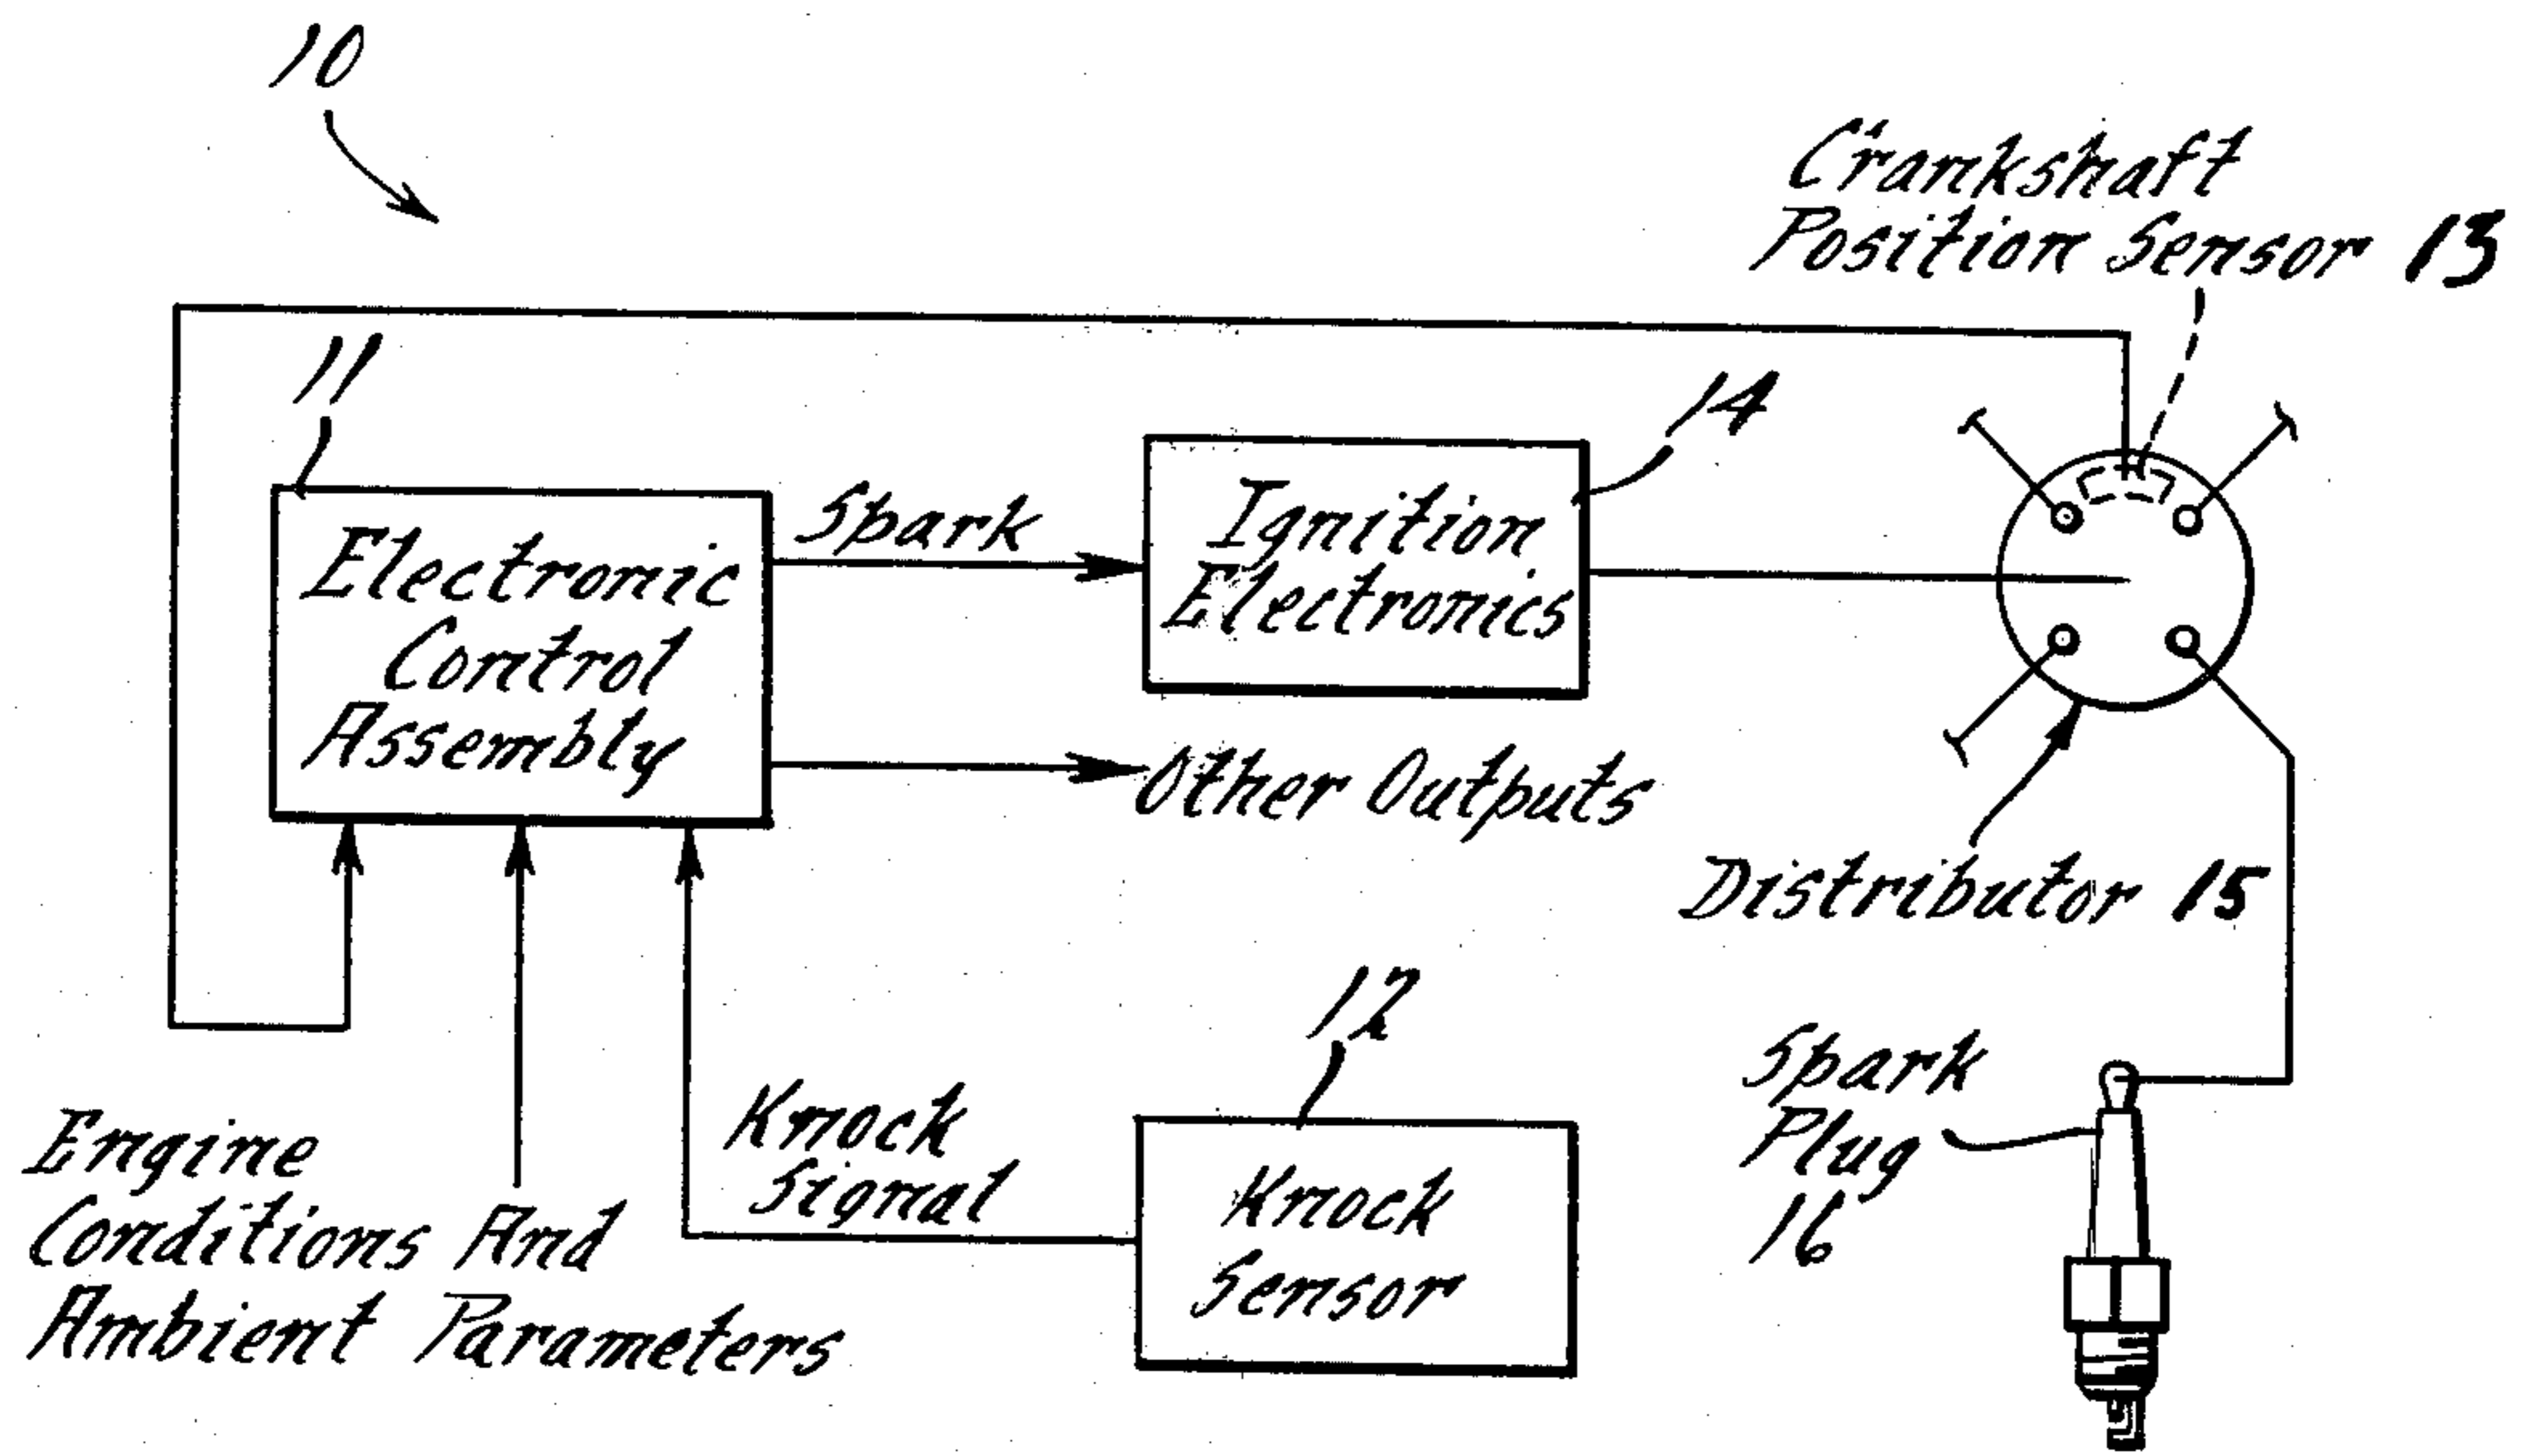 10
Crankshaft
Position Sensor 13
11
14
Spark
Ignition
Electronics
Electronic
Control
Assembly
Other Outputs
Distributor 15
12
Knock
Signal
Knock
Sensor
Engine
Conditions And
Ambient Parameters
Spark
Plug
16